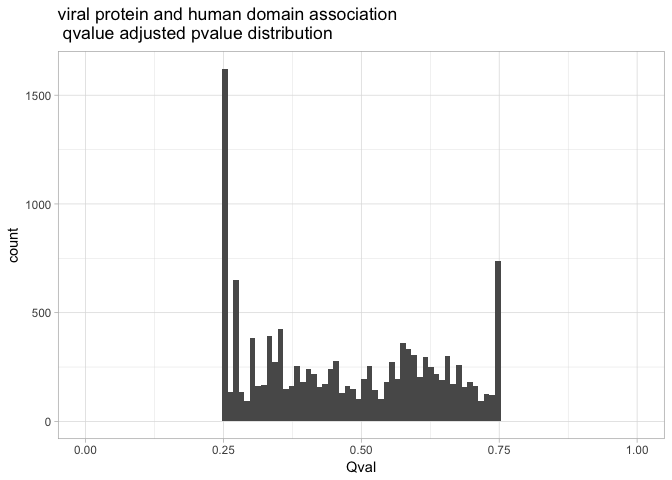 viral protein and human domain association
qvalue adjusted pvalue distribution
1500
1000
500
0
count
0.00 0.25 0.50 0.75 1.00
Qval